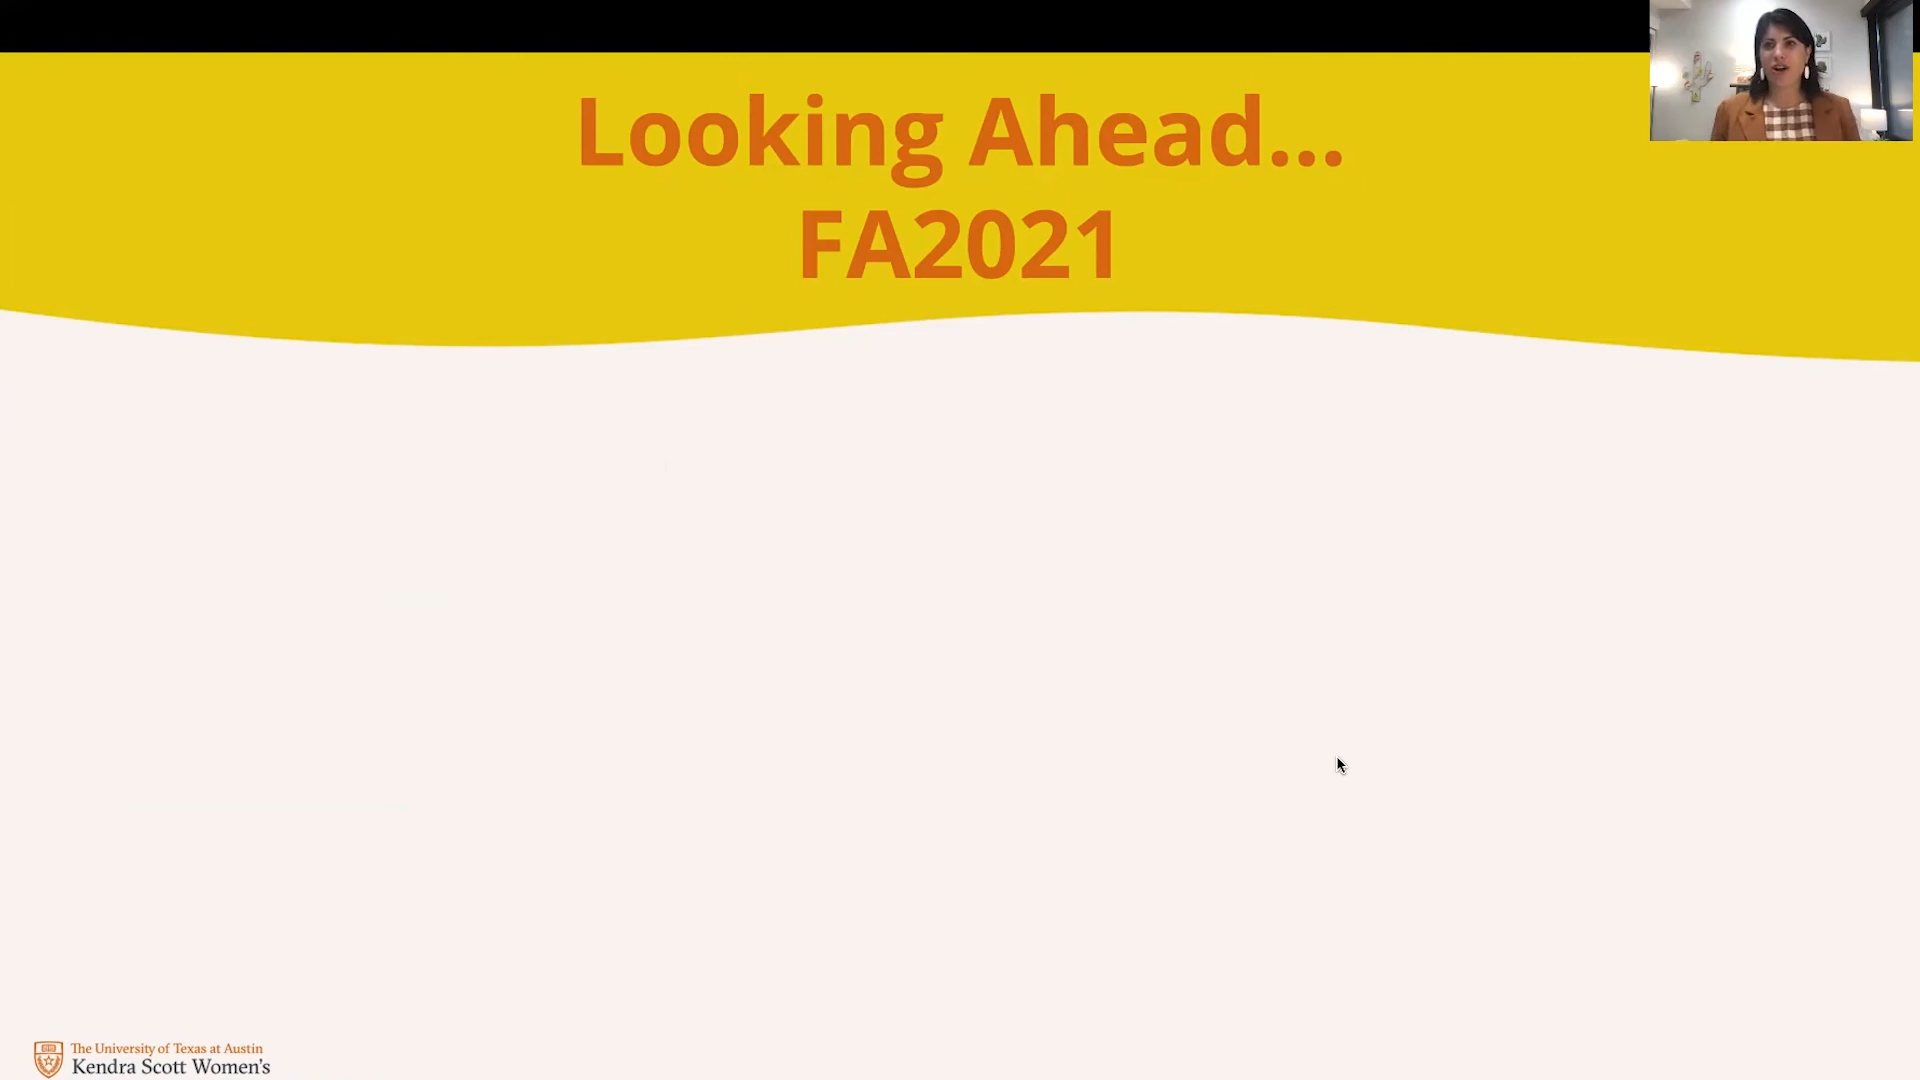 Looking Ahead...
FA2021
The University of Texas at Austin
Kendra Scott Women's